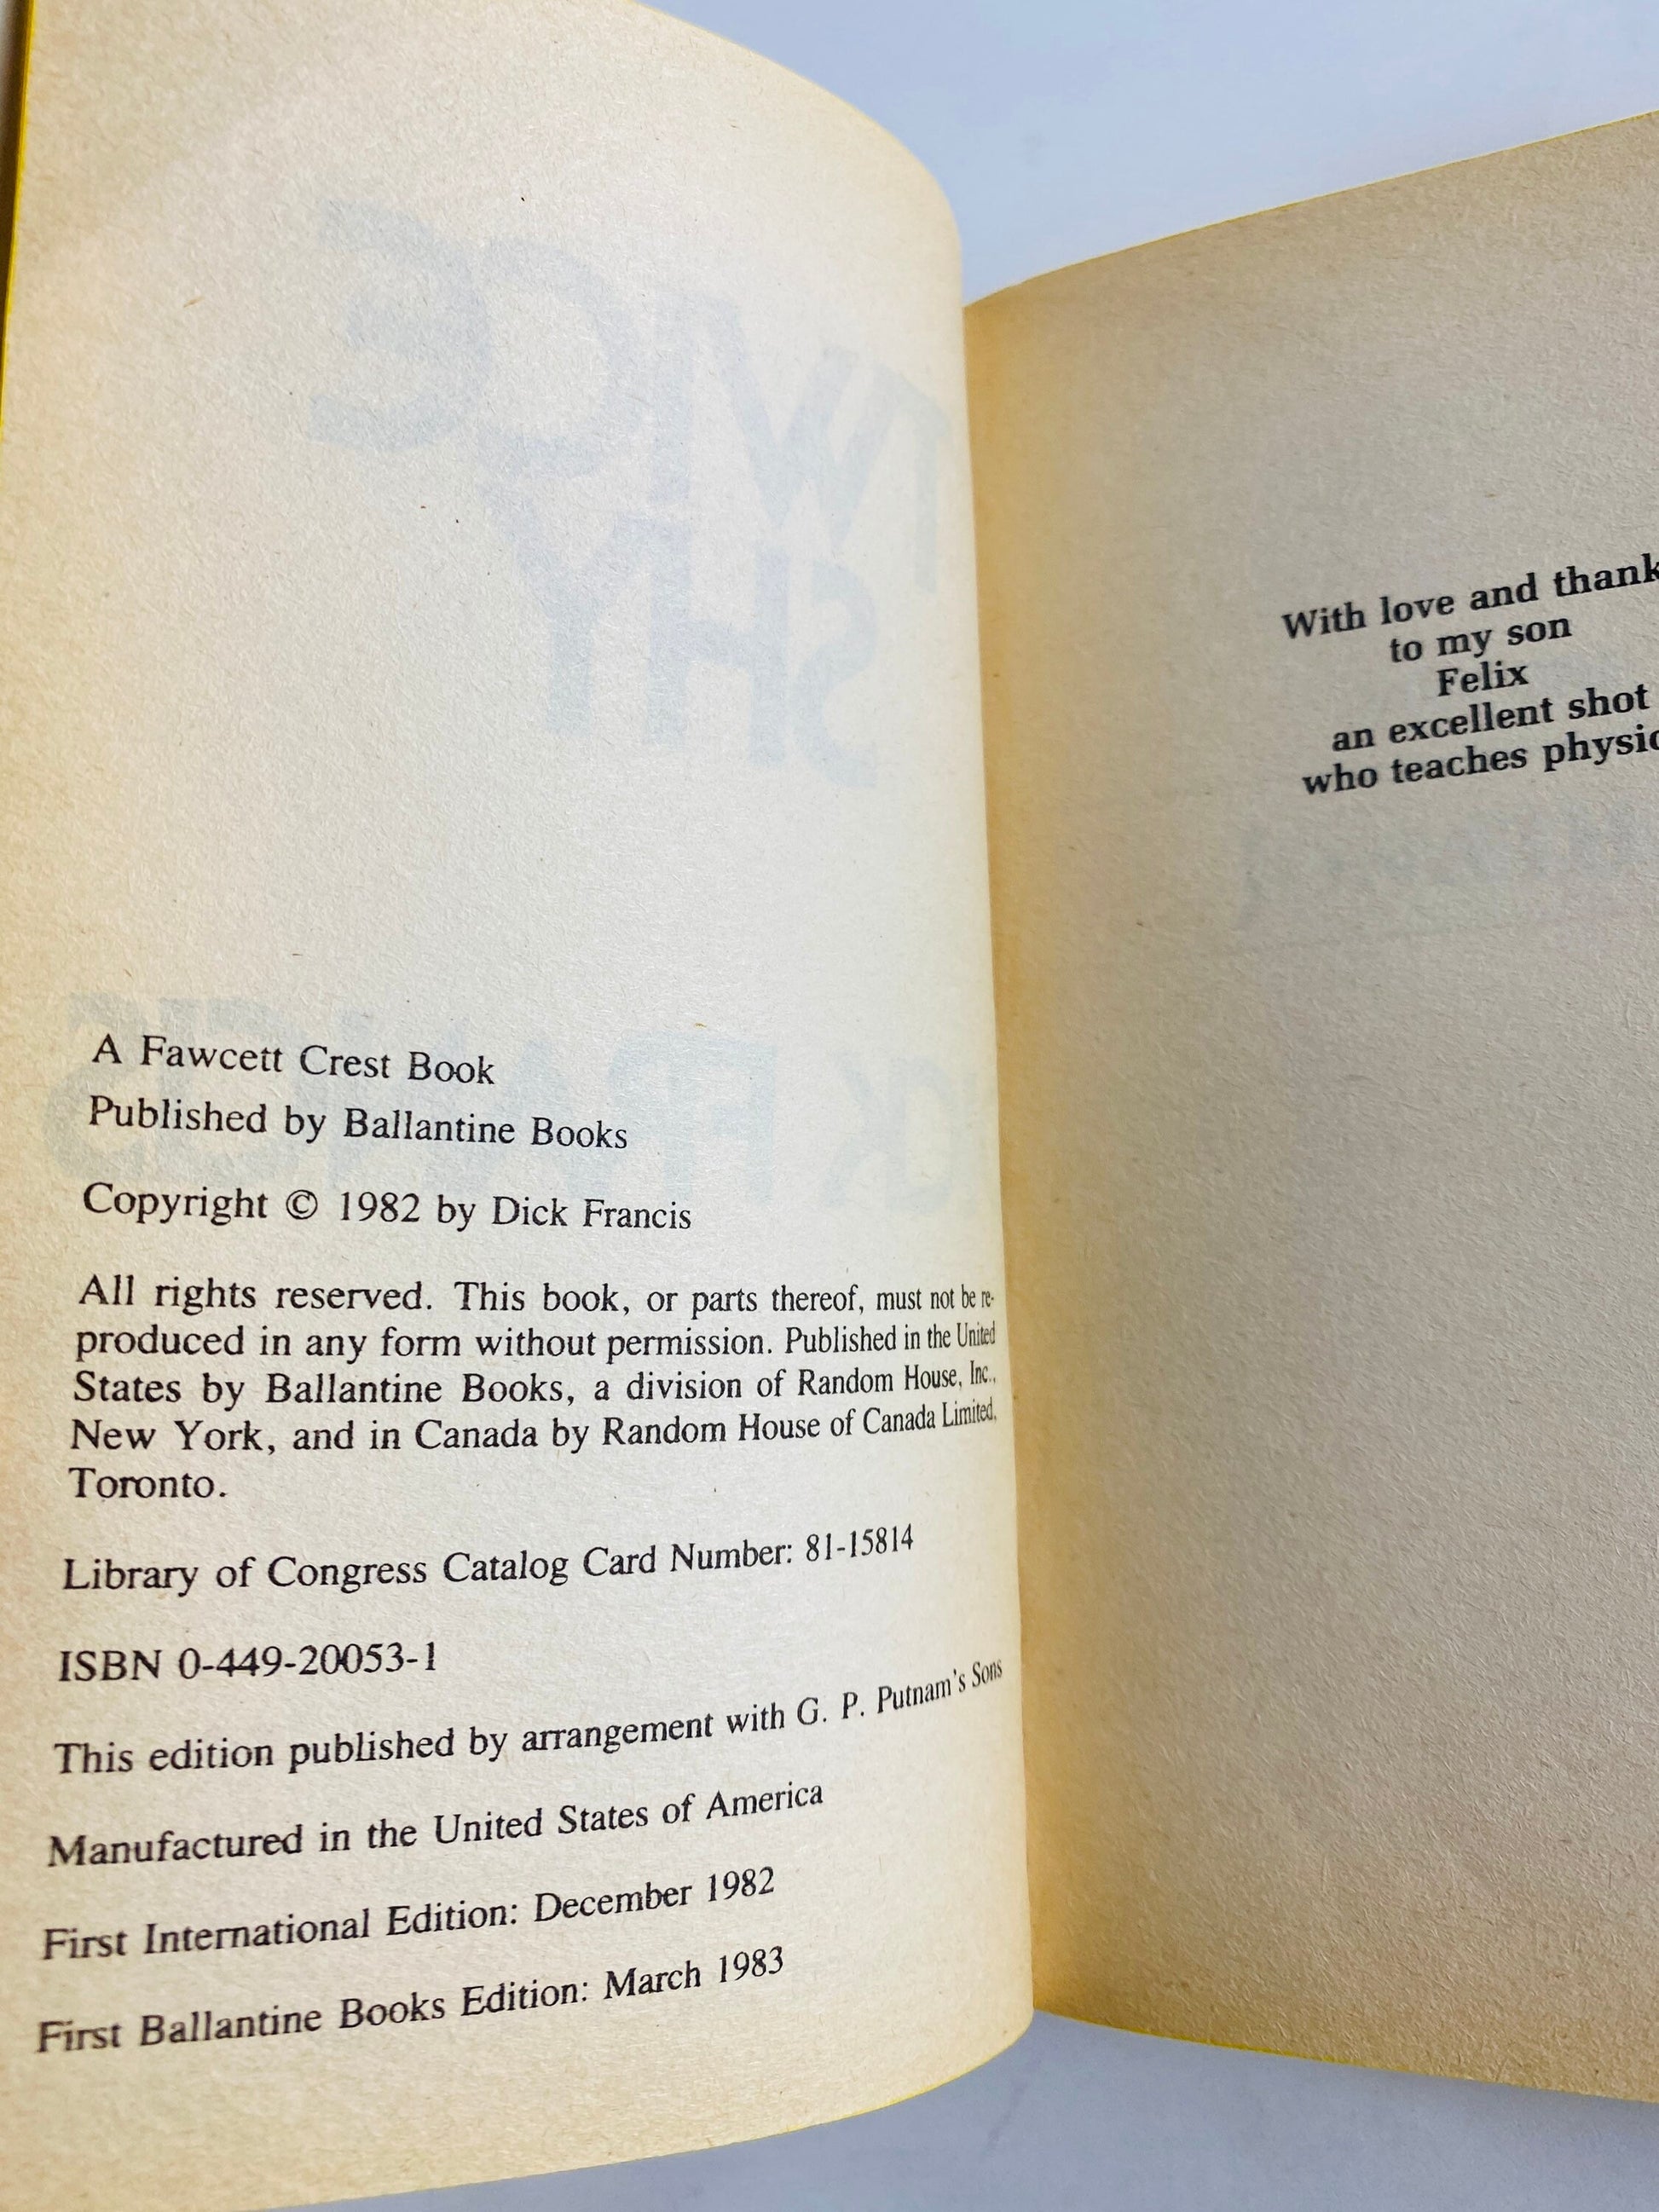 A Fawcett Crest Book
Published by Ballantine Books
Copyright © 1982 by Dick Francis
All rights reserved. This book, or parts thereof, must not be re-
produced in any form without permission. Published in the United
States by Ballantine Books, a division of Random House, Inc.,
New York, and in Canada by Random House of Canada Limited,
Toronto.
Library of Congress Catalog Card Number: 81-15814
ISBN 0-449-20053-1
This edition published by arrangement with G. P. Putnam's Sons
Manufactured in the United States of America
First International Edition: December 1982
First Ballantine Books Edition: March 1983
TWICE
SHY
With love and thank
to my son
Felix
an excellent shot
who teaches physic